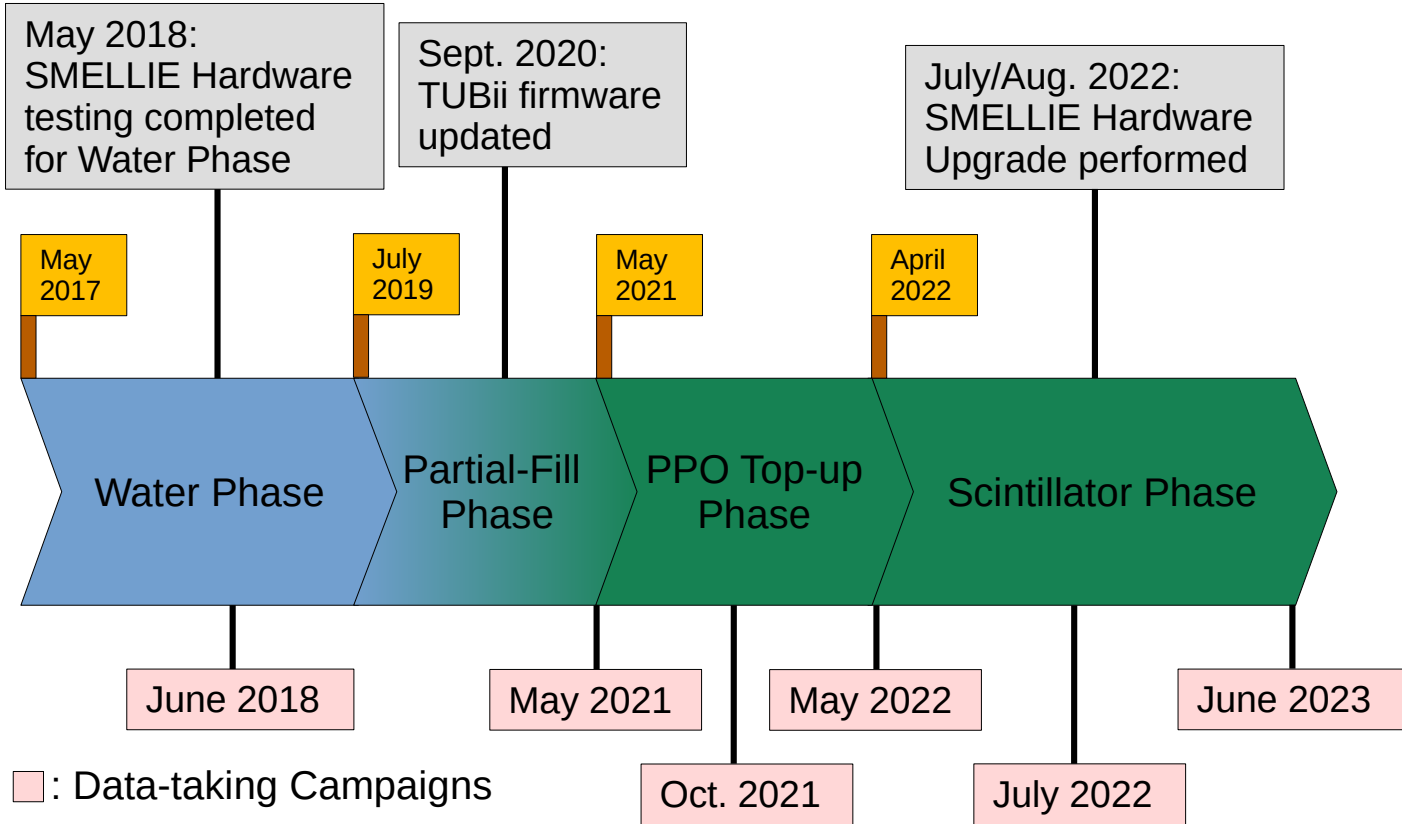 May 2018:
SMELLIE Hardware
testing completed
for Water Phase
Sept. 2020:
TUBii firmware
updated
July/Aug. 2022:
SMELLIE Hardware
Upgrade performed
May
2017
July
2019
May
2021
April
2022
Water Phase
Partial-Fill
Phase
PPO Top-up
Phase
Scintillator Phase
June 2018
May 2021
May 2022
June 2023
Oct. 2021
July 2022
: Data-taking Campaigns